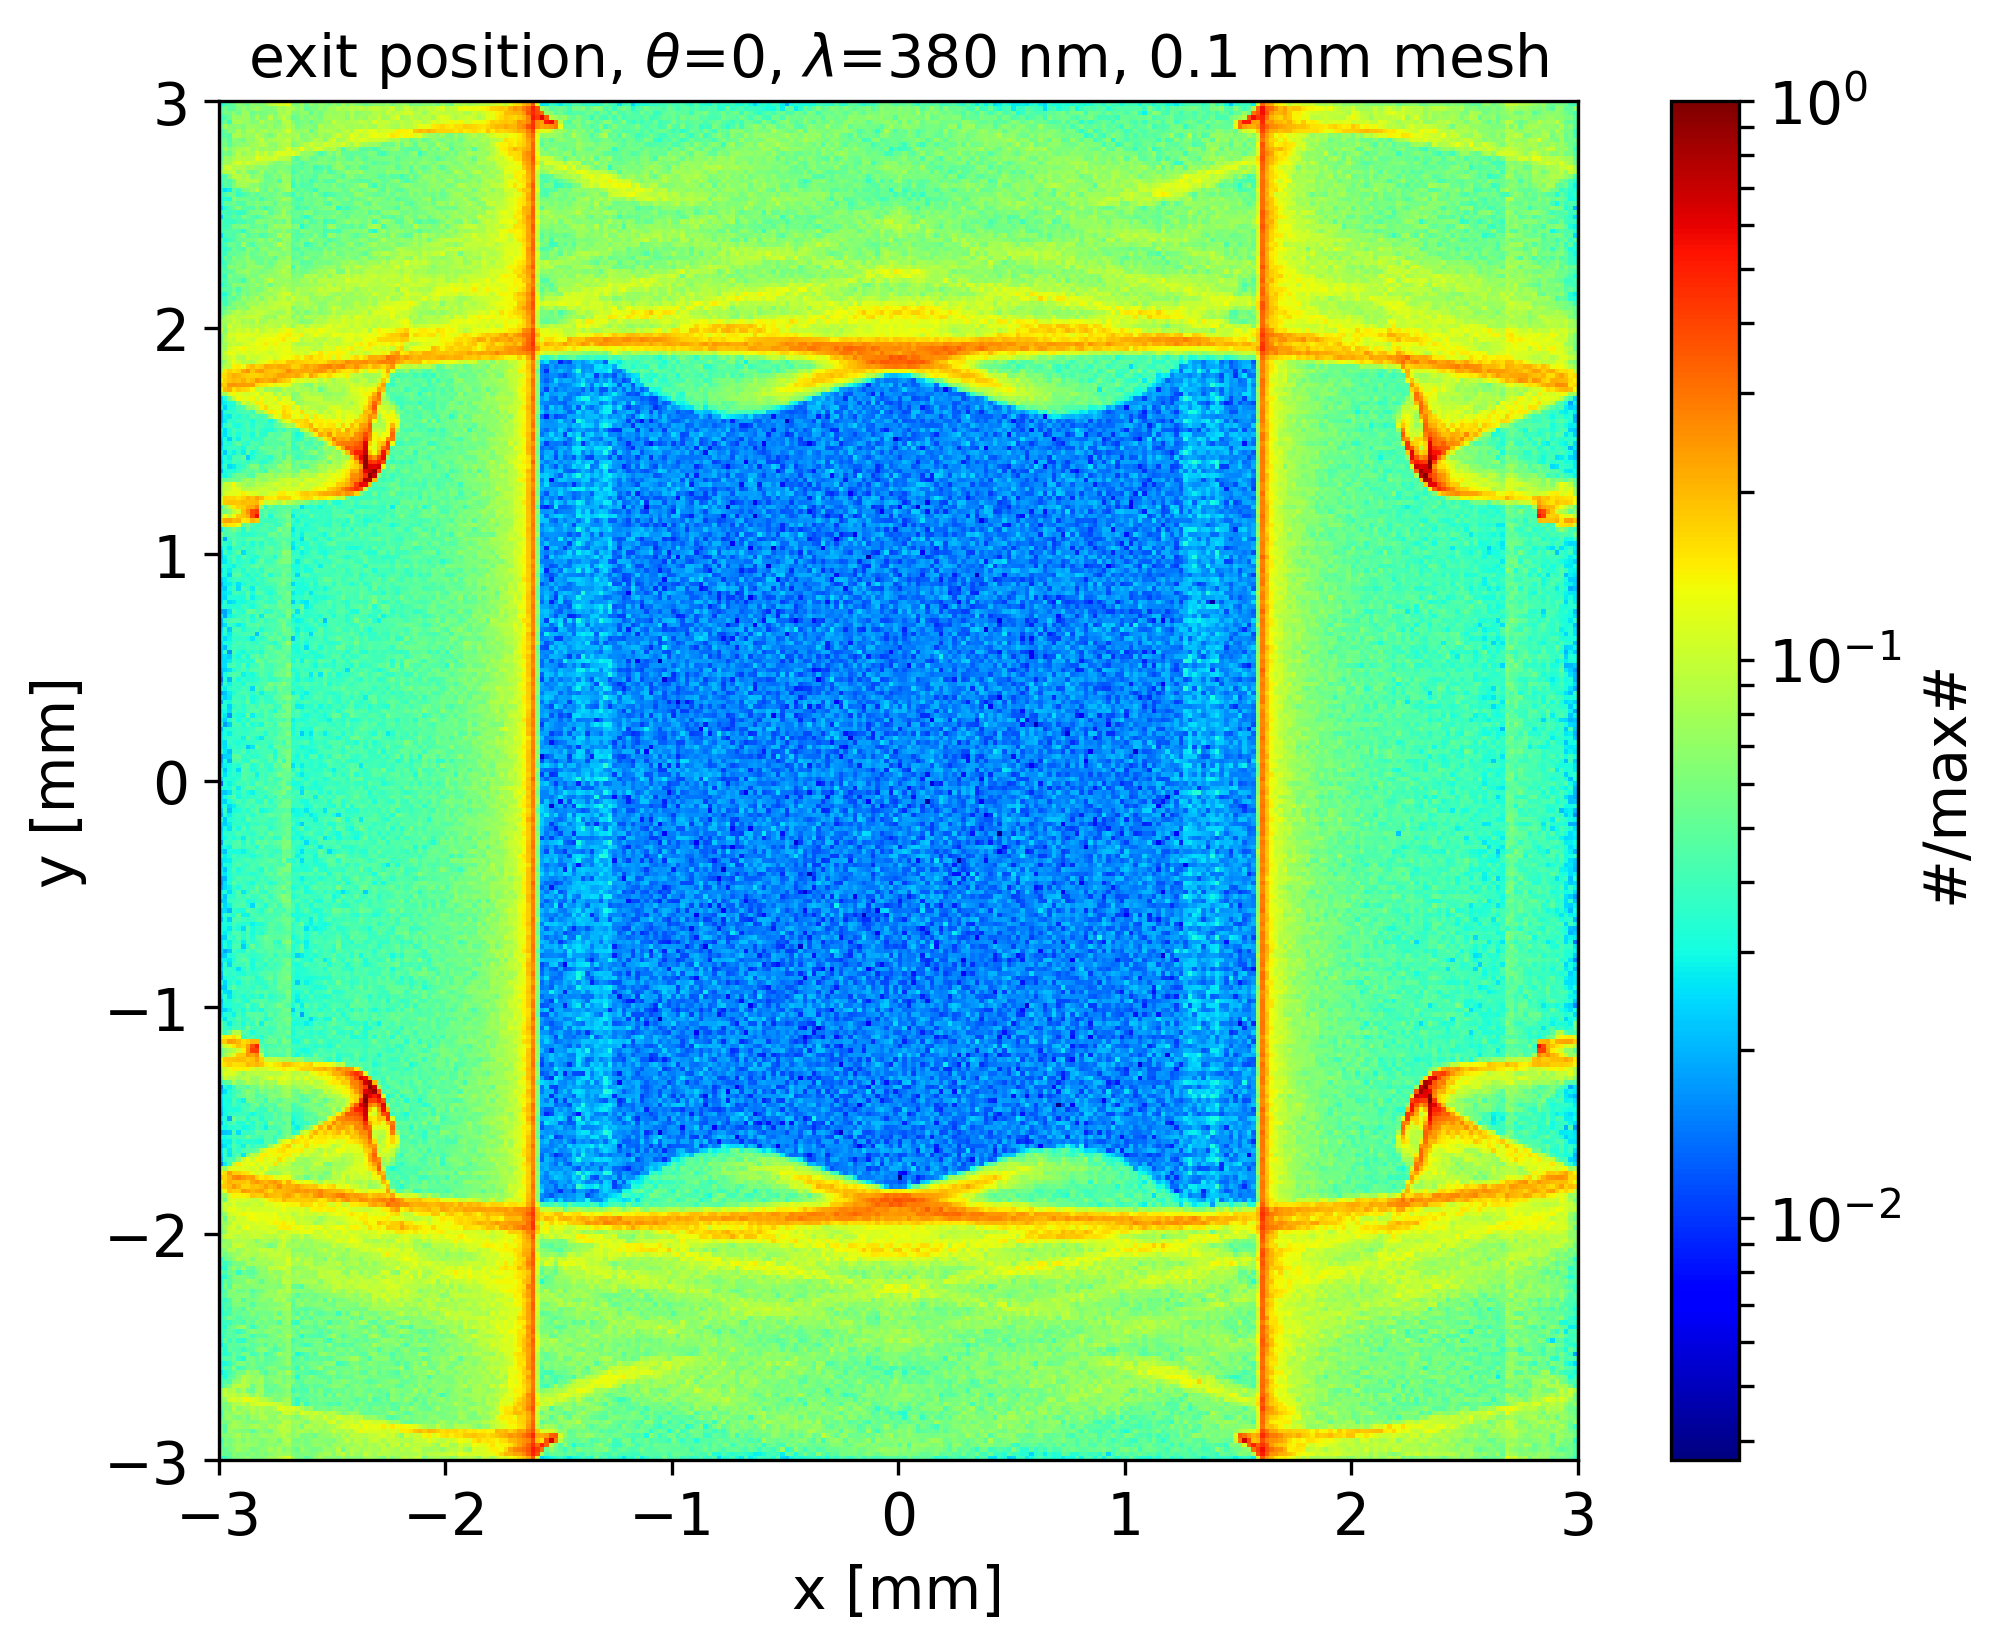 exit position, θ=0, λ=380 nm, 0.1 mm mesh
3
2
1
0
−1
−2
−3
y [mm]
−3 −2 −1 0 1 2 3
x [mm]
10⁰
10⁻¹
10⁻²
#/max#